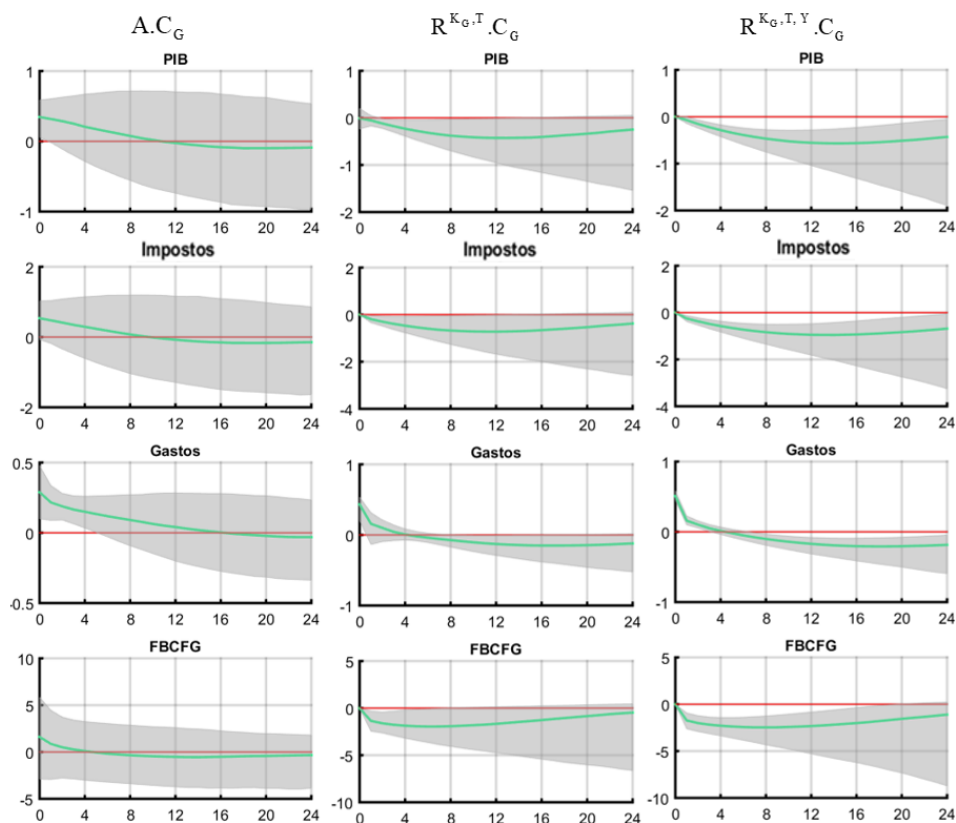 A.C_G R^{K_G,T}.C_G R^{K_G,T,Y}.C_G
PIB PIB PIB
1 1 1
0 0 0
-1 -1 -1
-2 -2
0 4 8 12 16 20 24 0 4 8 12 16 20 24 0 4 8 12 16 20 24
Impostos Impostos Impostos
2 2 2
0 0 0
-2 -2 -2
-4 -4
0 4 8 12 16 20 24 0 4 8 12 16 20 24 0 4 8 12 16 20 24
Gastos Gastos Gastos
0.5 1 1
0 0 0
-0.5 -1 -1
0 4 8 12 16 20 24 0 4 8 12 16 20 24 0 4 8 12 16 20 24
FBCFG FBCFG FBCFG
10 5 5
5 0 0
0 -5 -5
-5 -10 -10
0 4 8 12 16 20 24 0 4 8 12 16 20 24 0 4 8 12 16 20 24